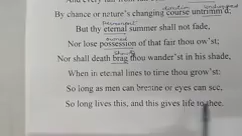 By chance or nature's changing course untrimm'd;
But thy eternal summer shall not fade,
Nor lose possession of that fair thou ow'st;
Nor shall death brag thou wander'st in his shade,
When in eternal lines to time thou grow'st:
So long as men can breathe or eyes can see,
So long lives this, and this gives life to thee.